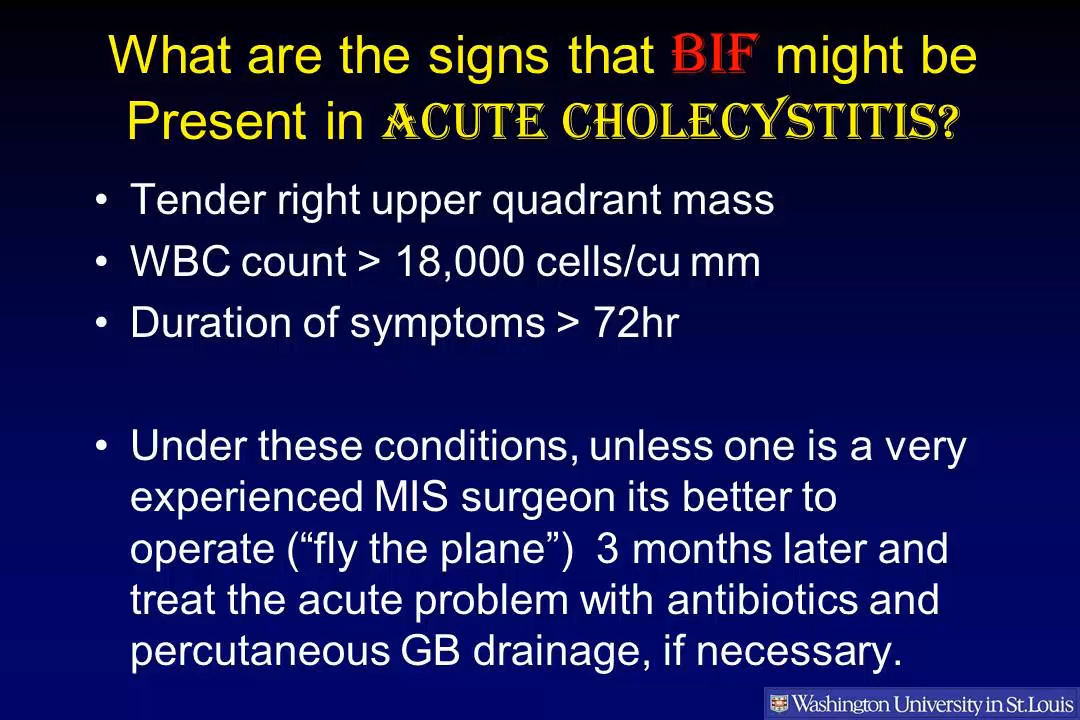 What are the signs that BIF might be
Present in ACUTE CHOLECYSTITIS?
• Tender right upper quadrant mass
• WBC count > 18,000 cells/cu mm
• Duration of symptoms > 72hr
• Under these conditions, unless one is a very
experienced MIS surgeon its better to
operate (“fly the plane”) 3 months later and
treat the acute problem with antibiotics and
percutaneous GB drainage, if necessary.
Washington University in St.Louis